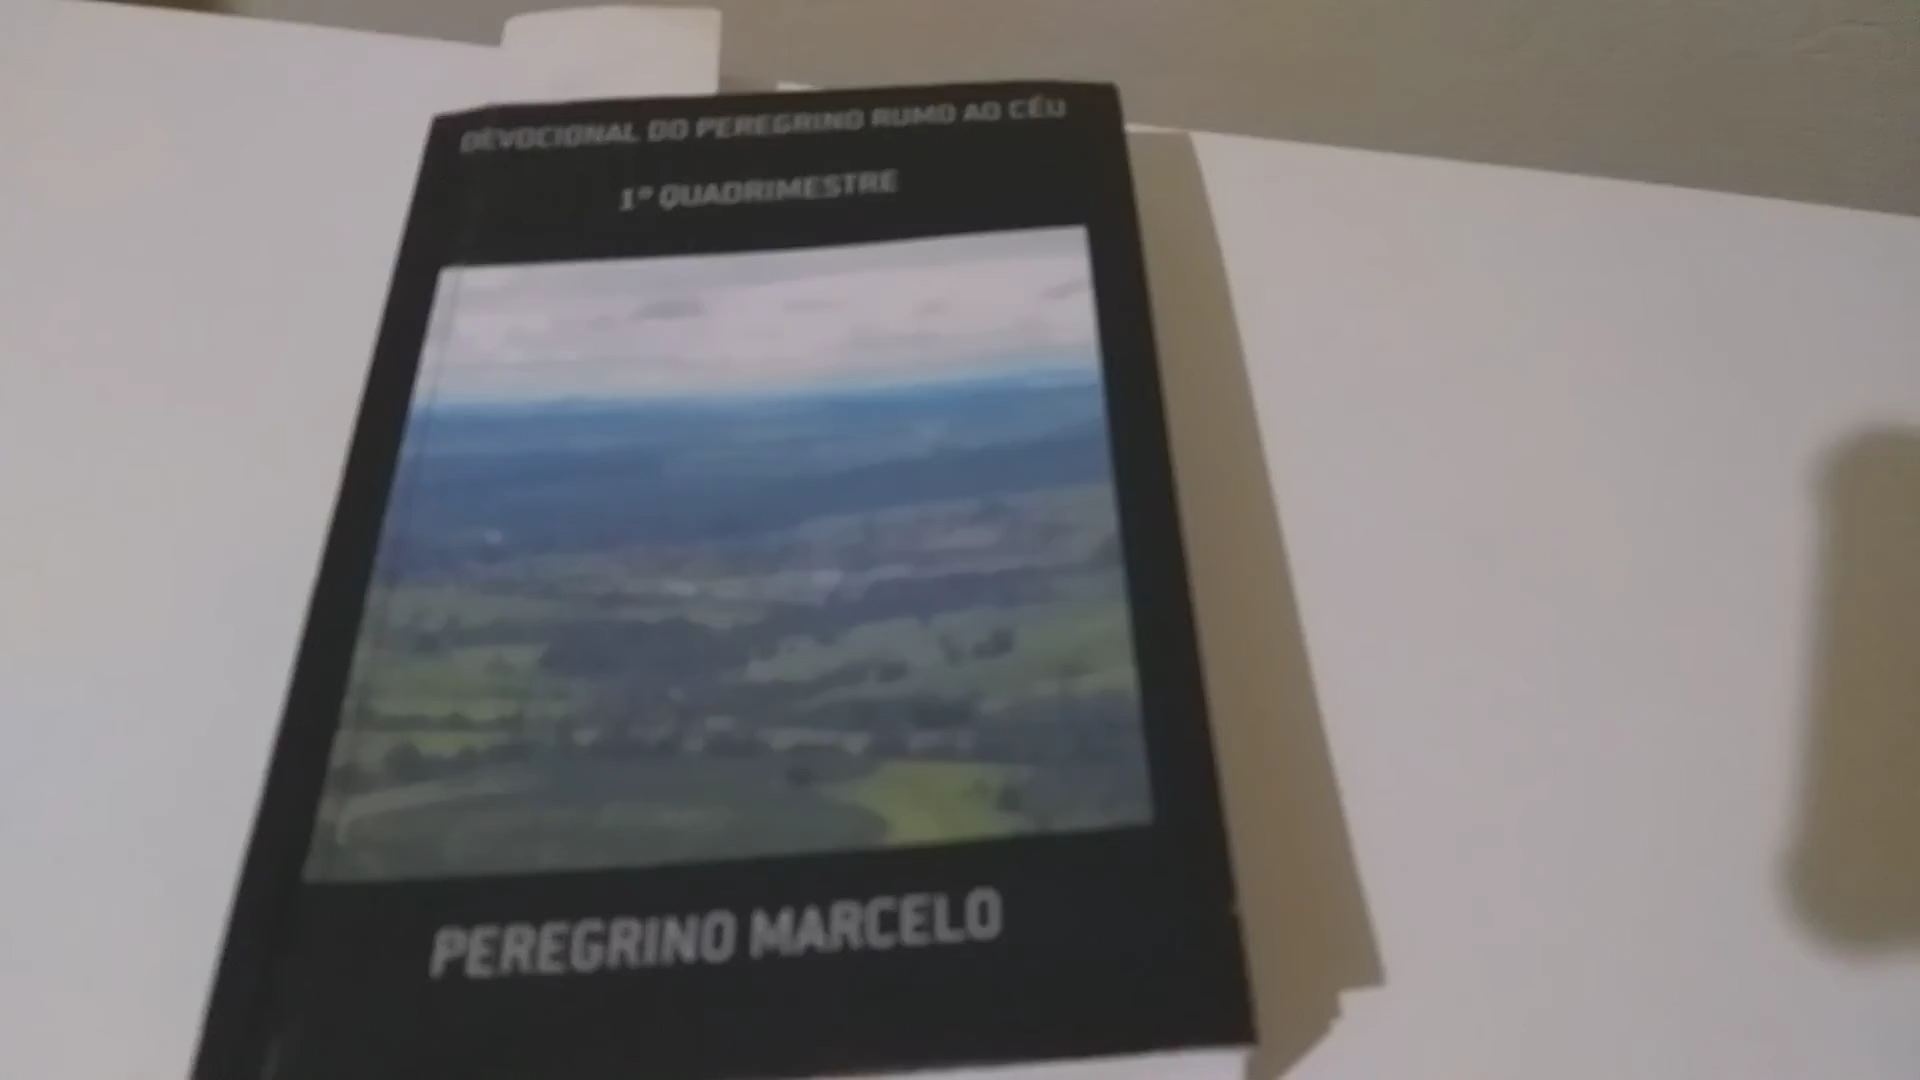 DEVOCIONAL DO PEREGRINO RUMO AO CÉU
1º QUADRIMESTRE
PEREGRINO MARCELO